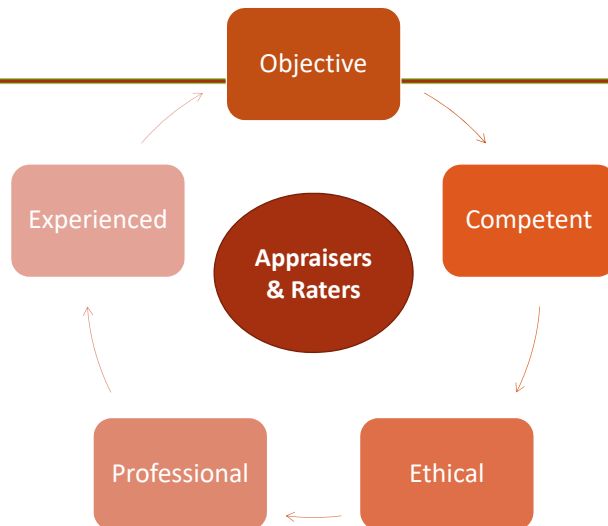 Objective
Experienced
Competent
Appraisers
& Raters
Professional
Ethical